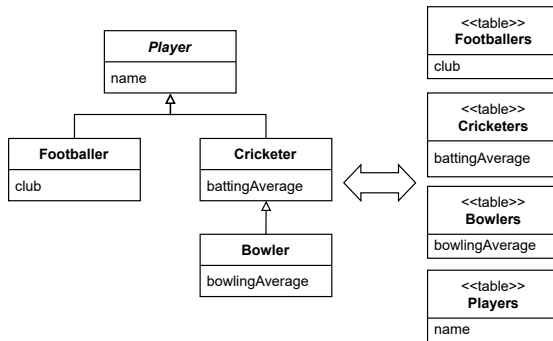 Player
name
Footballer
club
Cricketer
battingAverage
Bowler
bowlingAverage
<<table>>
Footballers
club
<<table>>
Cricketers
battingAverage
<<table>>
Bowlers
bowlingAverage
<<table>>
Players
name